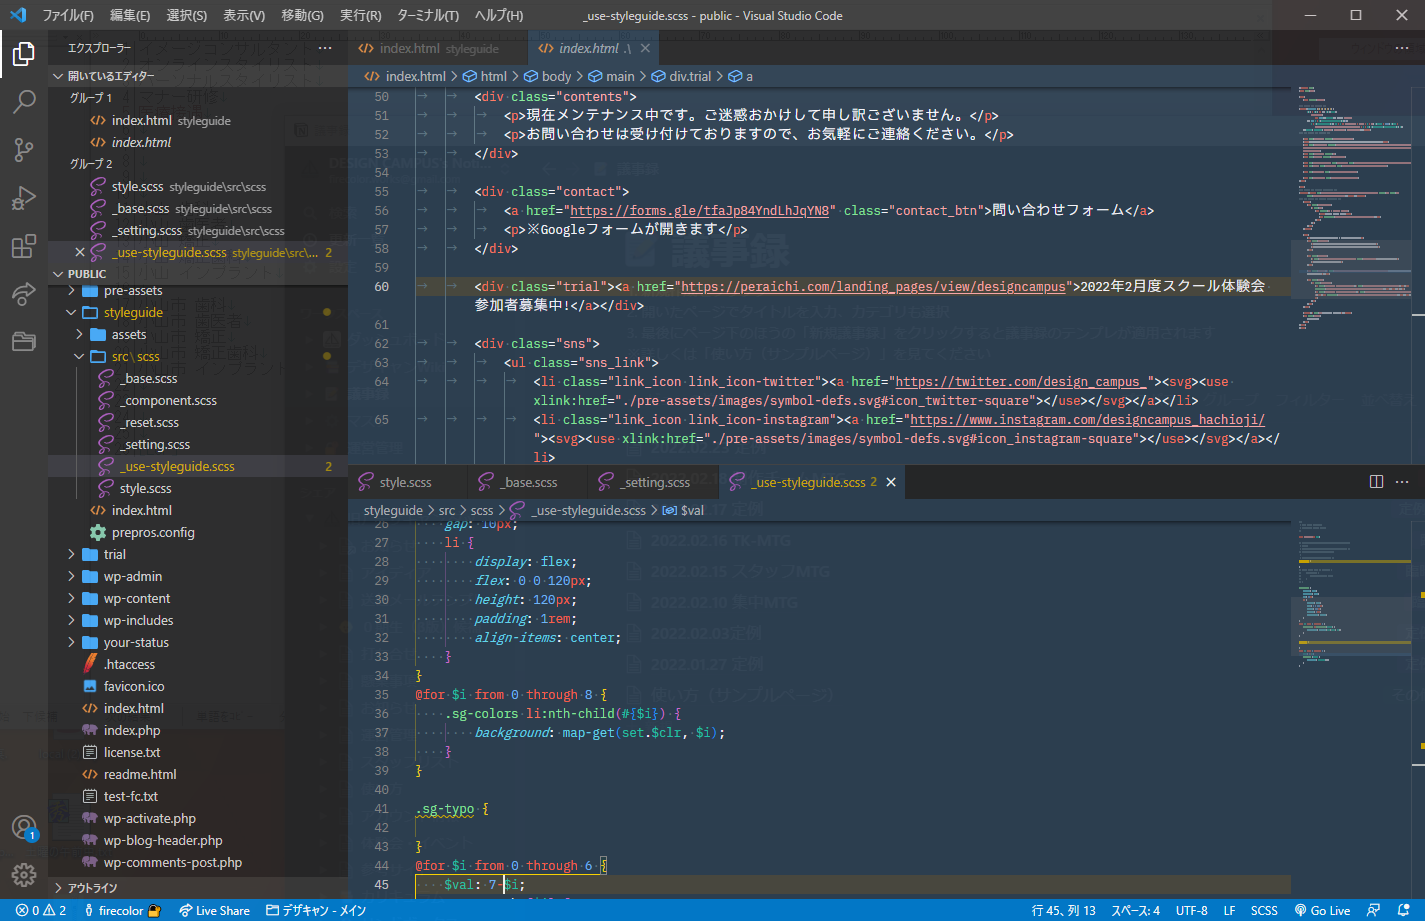 ファイル(F) 編集(E) 選択(S) 表示(V) 移動(G) 実行(R) ターミナル(T) ヘルプ(H) _use-styleguide.scss - public - Visual Studio Code
エクスプローラー
開いているエディター
グループ 1
index.html styleguide
index.html
グループ 2
style.scss styleguide\src\scss
_base.scss styleguide\src\scss
_setting.scss styleguide\src\scss
_use-styleguide.scss styleguide\src\... 2
PUBLIC
pre-assets
styleguide
assets
src\scss
_base.scss
_component.scss
_reset.scss
_setting.scss
_use-styleguide.scss 2
style.scss
index.html
prepros.config
trial
wp-admin
wp-content
wp-includes
your-status
.htaccess
favicon.ico
index.html
index.php
license.txt
readme.html
test-fc.txt
wp-activate.php
wp-blog-header.php
wp-comments-post.php
アウトライン
index.html styleguide index.html .\
index.html > html > body > main > div.trial > a
50 <div class="contents">
51 <p>現在メンテナンス中です。ご迷惑おかけして申し訳ございません。</p>
52 <p>お問い合わせは受け付けておりますので、お気軽にご連絡ください。</p>
53 </div>
54
55 <div class="contact">
56 <a href="https://forms.gle/tfaJp84YndLhJqYN8" class="contact_btn">問い合わせフォーム</a>
57 <p>※Googleフォームが開きます</p>
58 </div>
59
60 <div class="trial"><a href="https://peraichi.com/landing_pages/view/designcampus">2022年2月度スクール体験会
参加者募集中!</a></div>
61
62 <div class="sns">
63 <ul class="sns_link">
64 <li class="link_icon link_icon-twitter"><a href="https://twitter.com/design_campus_"><svg><use
xlink:href="./pre-assets/images/symbol-defs.svg#icon_twitter-square"></use></svg></a></li>
65 <li class="link_icon link_icon-instagram"><a href="https://www.instagram.com/designcampus_hachioji/
"><svg><use xlink:href="./pre-assets/images/symbol-defs.svg#icon_instagram-square"></use></svg></a></
li>
style.scss _base.scss _setting.scss _use-styleguide.scss 2
styleguide > src > scss > _use-styleguide.scss > $val
26 gap: 10px;
27 li {
28 display: flex;
29 flex: 0 0 120px;
30 height: 120px;
31 padding: 1rem;
32 align-items: center;
33 }
34 }
35 @for $i from 0 through 8 {
36 .sg-colors li:nth-child(#{$i}) {
37 background: map-get(set.$clr, $i);
38 }
39 }
40
41 .sg-typo {
42
43 }
44 @for $i from 0 through 6 {
45 $val: 7-$i;
1
0 2 firecolor Live Share デザキャン - メイン 行 45、列 13 スペース: 4 UTF-8 LF SCSS Go Live